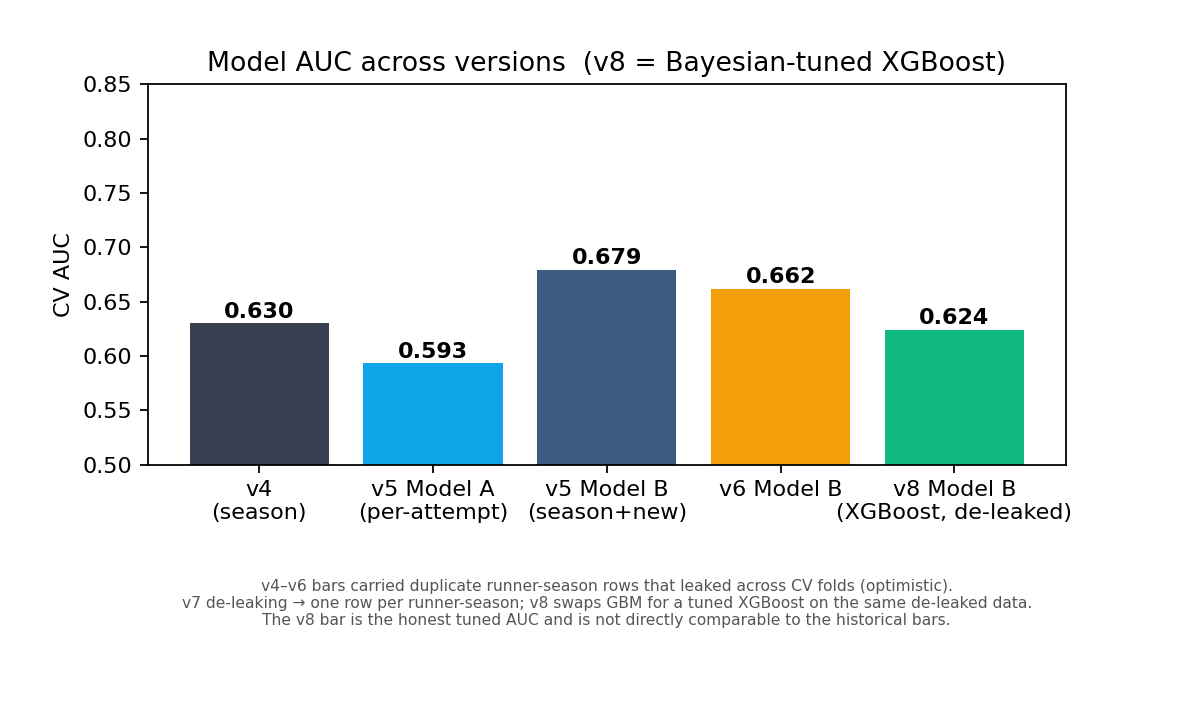 Model AUC across versions  (v8 = Bayesian-tuned XGBoost)
0.85
0.80
0.75
0.70
0.65
0.60
0.55
0.50
CV AUC
0.630
0.593
0.679
0.662
0.624
v4
(season)
v5 Model A
(per-attempt)
v5 Model B
(season+new)
v6 Model B
v8 Model B
(XGBoost, de-leaked)
v4–v6 bars carried duplicate runner-season rows that leaked across CV folds (optimistic).
v7 de-leaking → one row per runner-season; v8 swaps GBM for a tuned XGBoost on the same de-leaked data.
The v8 bar is the honest tuned AUC and is not directly comparable to the historical bars.